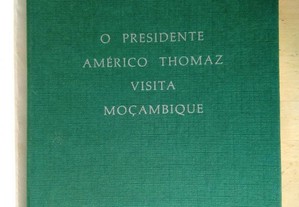 O PRESIDENTE
AMÉRICO THOMAZ
VISITA
MOÇAMBIQUE